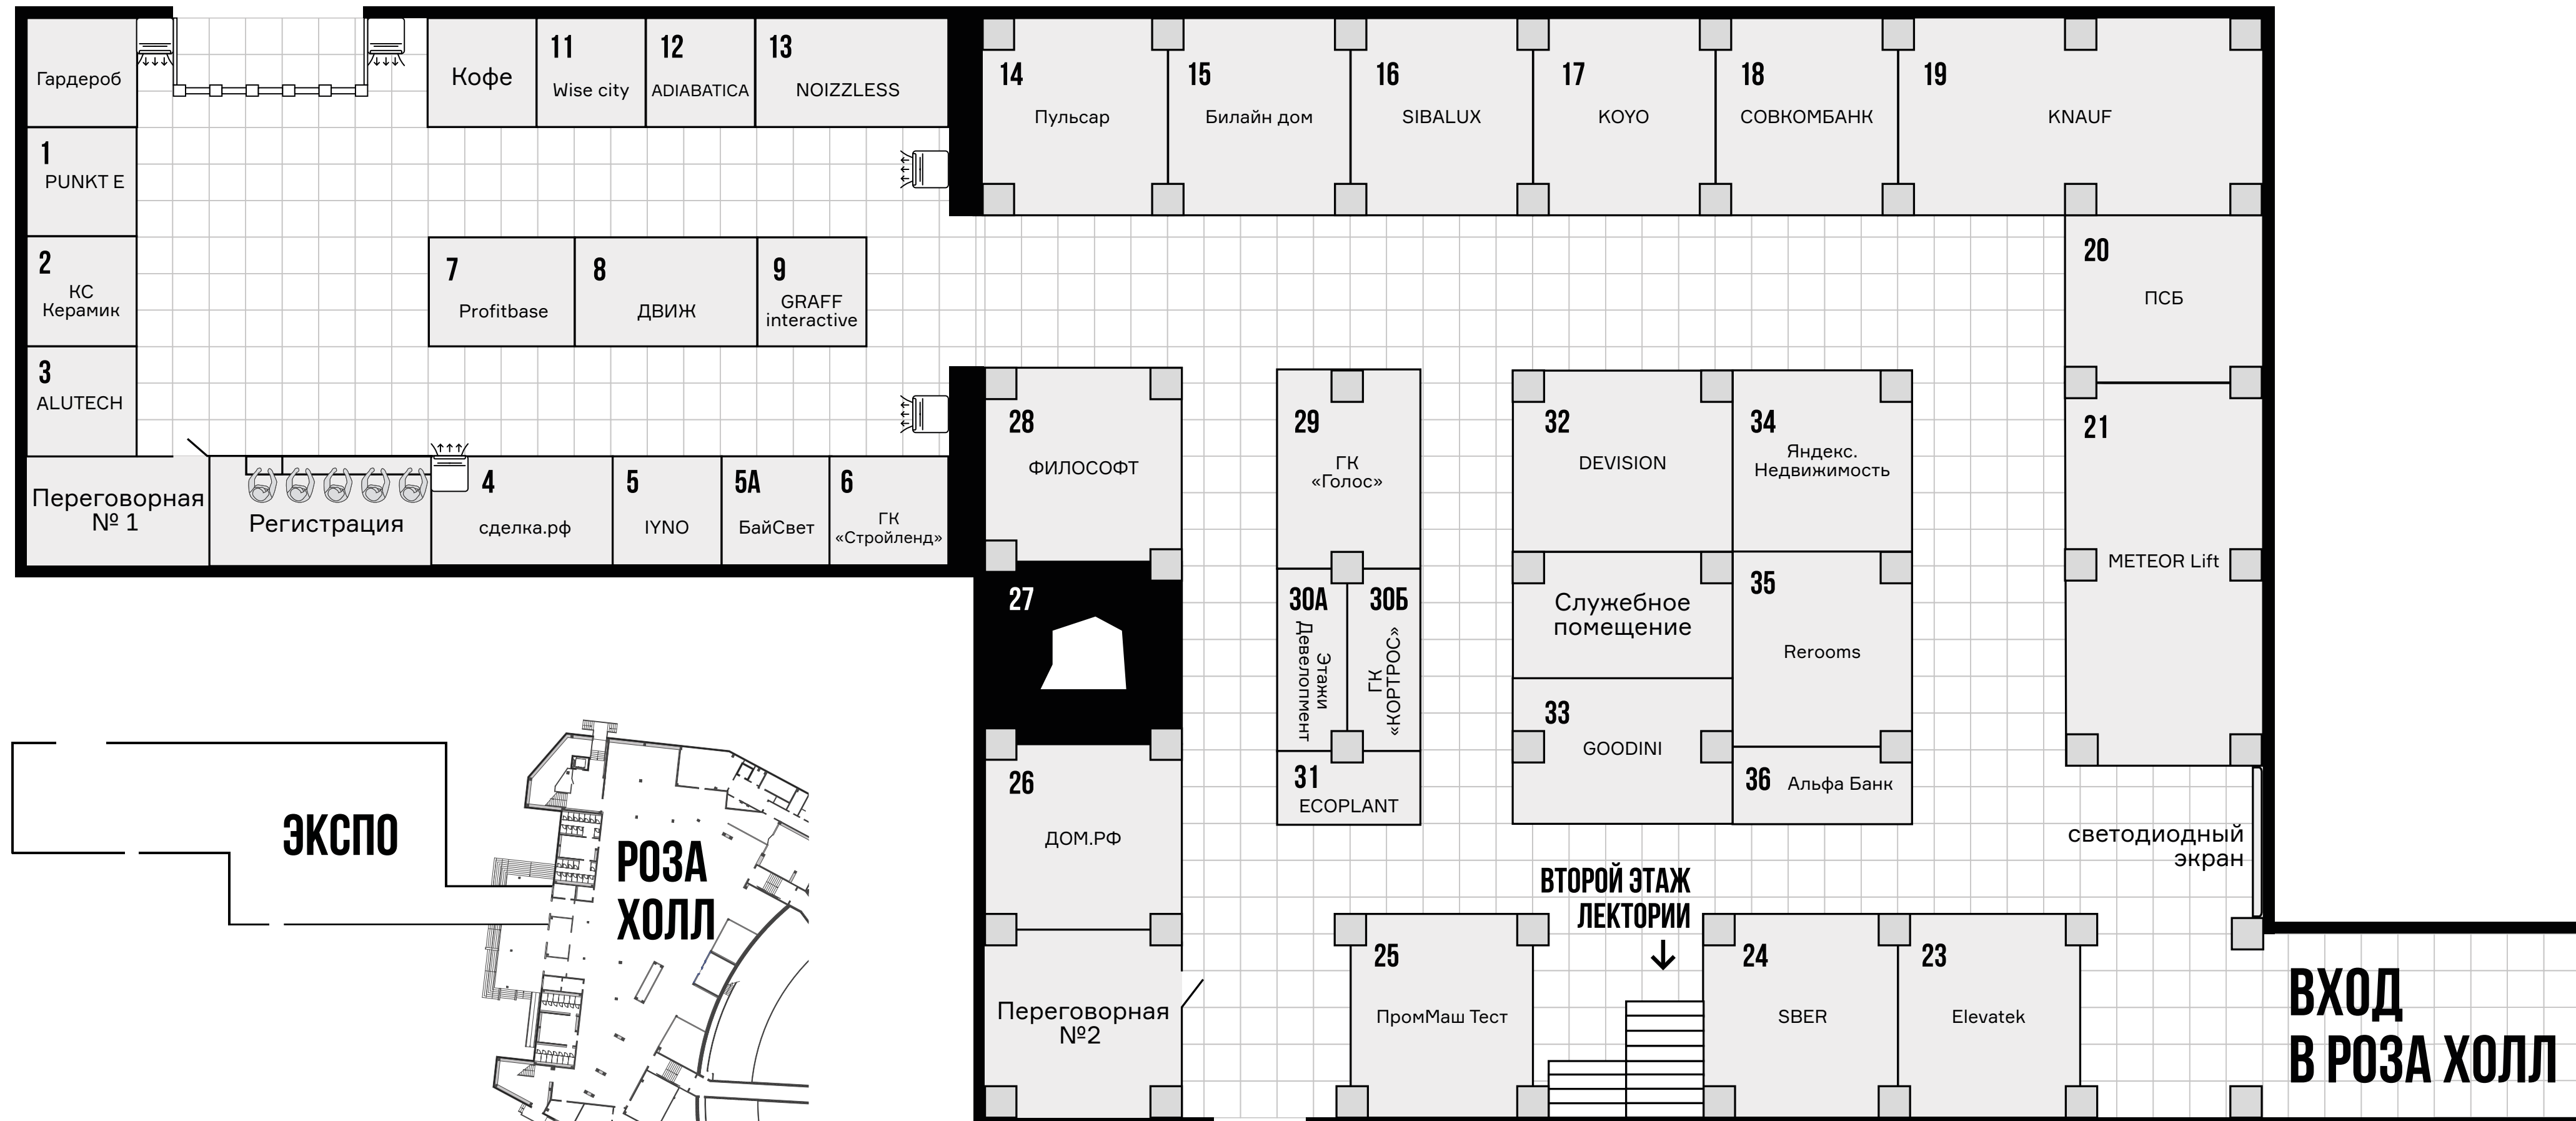 Гардероб
1
PUNKT E
2
КС
Керамик
3
ALUTECH
Переговорная
№ 1
Регистрация
4
сделка.рф
5
IYNO
5А
БайСвет
6
ГК
«Стройленд»
7
Profitbase
8
ДВИЖ
9
GRAFF
interactive
Кофе
11
Wise city
12
ADIABATICA
13
NOIZZLESS
14
Пульсар
15
Билайн дом
16
SIBALUX
17
KOYO
18
СОВКОМБАНК
19
KNAUF
20
ПСБ
21
METEOR Lift
28
ФИЛОСОФТ
27
26
ДОМ.РФ
Переговорная
№2
29
ГК
«Голос»
30А
Этажи
Девелопмент
30Б
ГК
«КОРТРОС»
31
ECOPLANT
32
DEVISION
34
Яндекс.
Недвижимость
Служебное
помещение
35
Rerooms
33
GOODINI
36
Альфа Банк
светодиодный
экран
ВТОРОЙ ЭТАЖ
ЛЕКТОРИИ
25
ПромМаш Тест
24
SBER
23
Elevatek
ВХОД
В РОЗА ХОЛЛ
ЭКСПО
РОЗА
ХОЛЛ